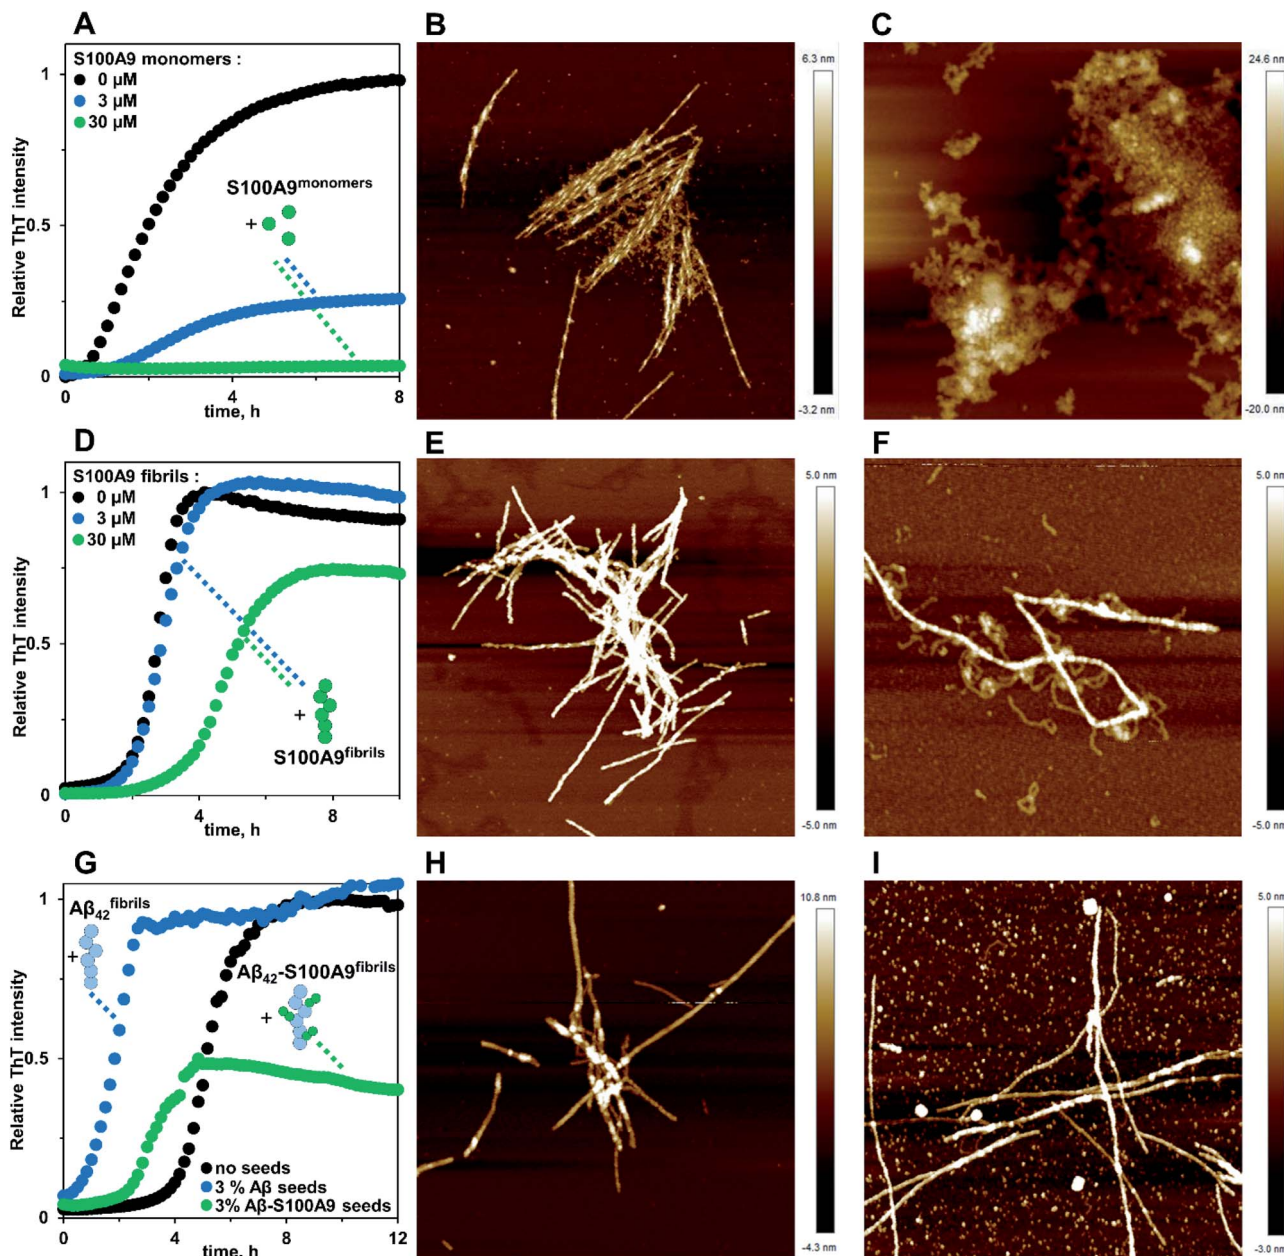 A
S100A9 monomers :
0 µM
3 µM
30 µM
S100A9monomers
+
Relative ThT intensity
1
0.5
0
0
4
8
time, h
B
6.3 nm
-3.2 nm
C
24.6 nm
-20.0 nm
D
S100A9 fibrils :
0 µM
3 µM
30 µM
+
S100A9fibrils
Relative ThT intensity
1
0.5
0
0
4
8
time, h
E
5.0 nm
-5.0 nm
F
5.0 nm
-5.0 nm
G
Aβ42fibrils
+
Aβ42-S100A9fibrils
+
no seeds
3 % Aβ seeds
3% Aβ-S100A9 seeds
Relative ThT intensity
1
0.5
0
0
4
8
12
time, h
H
10.8 nm
-4.3 nm
I
5.0 nm